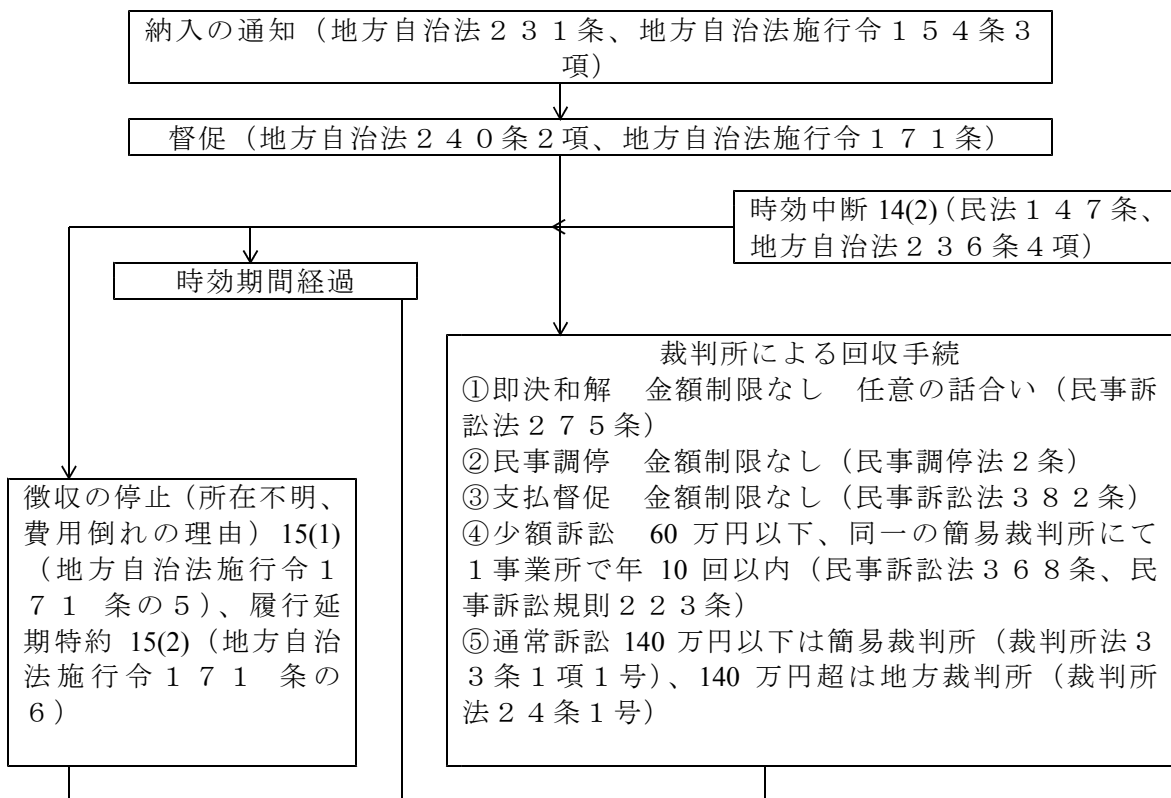 納入の通知（地方自治法２３１条、地方自治法施行令１５４条３
項）
督促（地方自治法２４０条２項、地方自治法施行令１７１条）
時効中断 14(2)（民法１４７条、
地方自治法２３６条４項）
時効期間経過
裁判所による回収手続
①即決和解　金額制限なし　任意の話合い（民事訴
訟法２７５条）
②民事調停　金額制限なし（民事調停法２条）
③支払督促　金額制限なし（民事訴訟法３８２条）
④少額訴訟　60 万円以下、同一の簡易裁判所にて
１事業所で年 10 回以内（民事訴訟法３６８条、民
事訴訟規則２２３条）
⑤通常訴訟 140 万円以下は簡易裁判所（裁判所法３
３条１項１号）、140 万円超は地方裁判所（裁判所
法２４条１号）
徴収の停止（所在不明、
費用倒れの理由）15(1)
（地方自治法施行令１
７１ 条の５）、履行延
期特約 15(2)（地方自治
法施行令１７１ 条の
６）